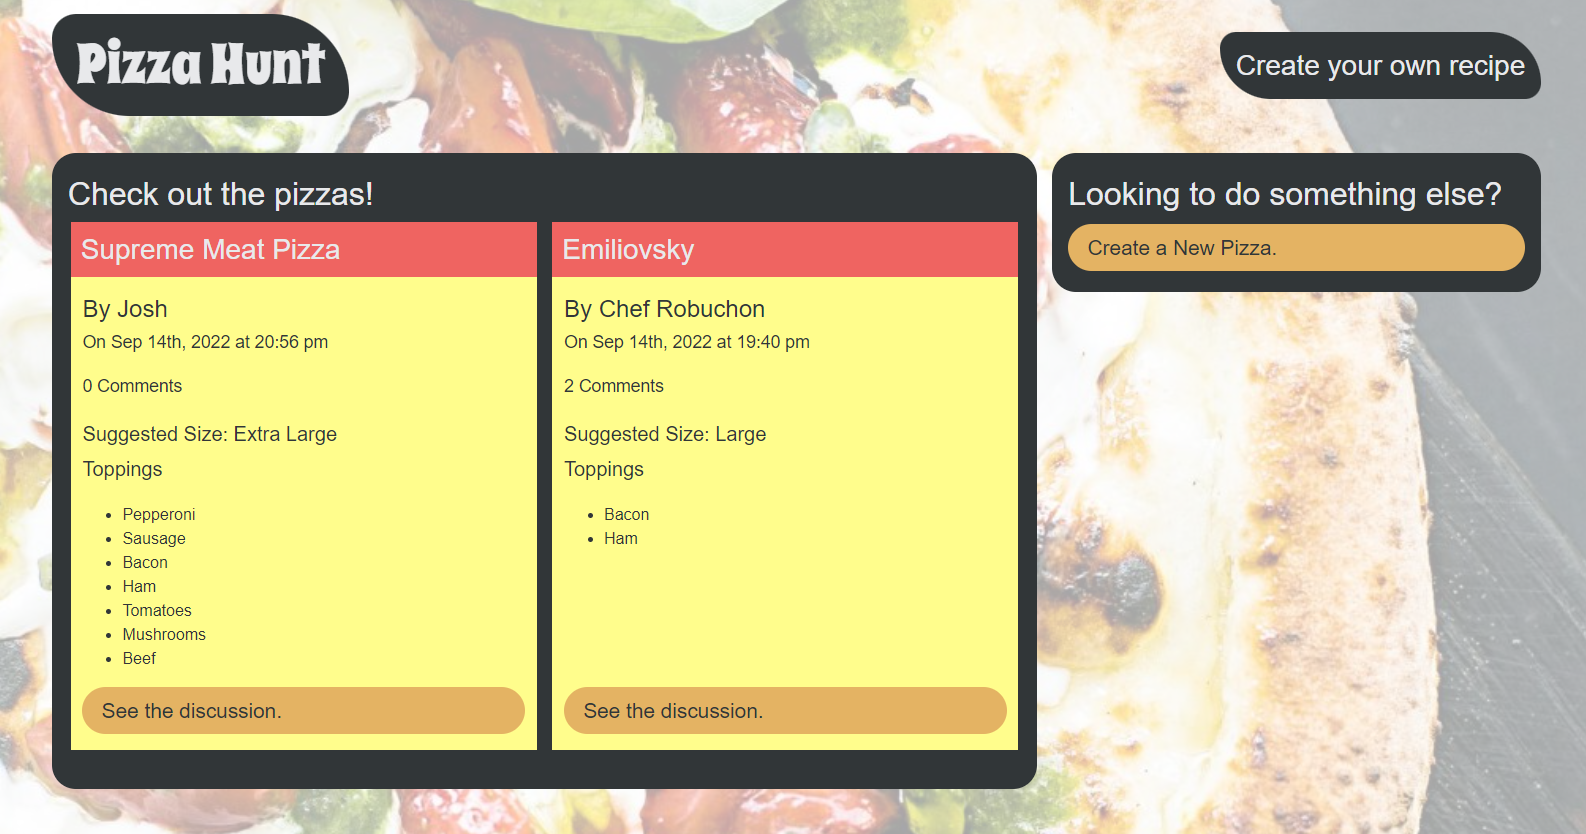 Pizza Hunt
Create your own recipe
Check out the pizzas!
Supreme Meat Pizza
By Josh
On Sep 14th, 2022 at 20:56 pm
0 Comments
Suggested Size: Extra Large
Toppings
Pepperoni
Sausage
Bacon
Ham
Tomatoes
Mushrooms
Beef
See the discussion.
Emiliovsky
By Chef Robuchon
On Sep 14th, 2022 at 19:40 pm
2 Comments
Suggested Size: Large
Toppings
Bacon
Ham
See the discussion.
Looking to do something else?
Create a New Pizza.